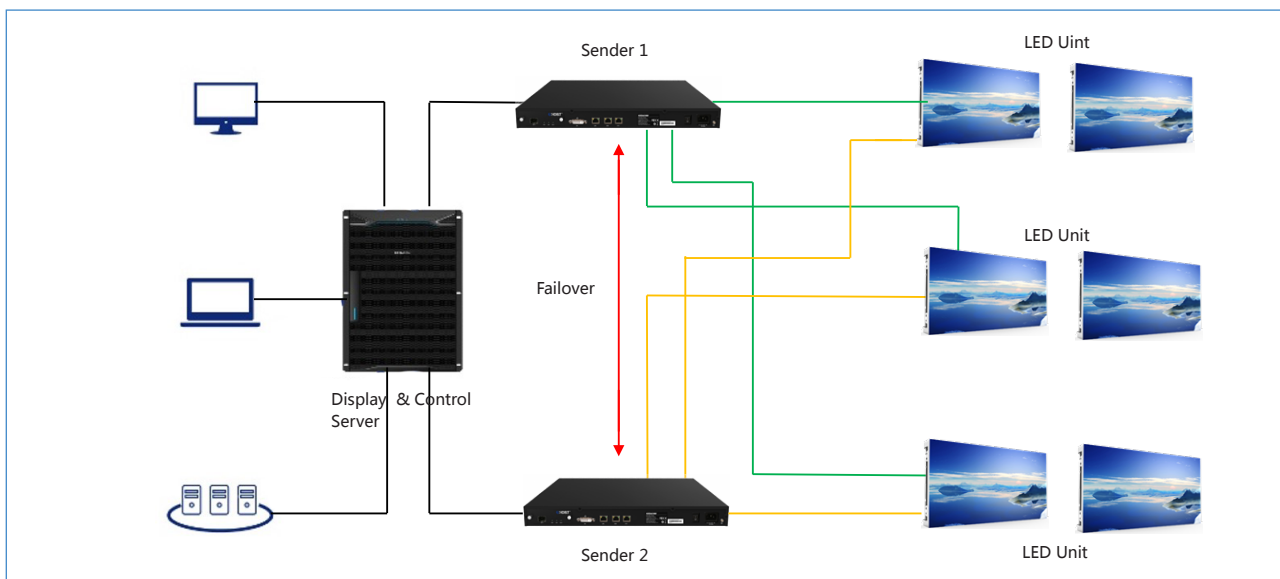 Sender 1
LED Uint
LED Unit
Failover
Display & Control
Server
Sender 2
LED Unit